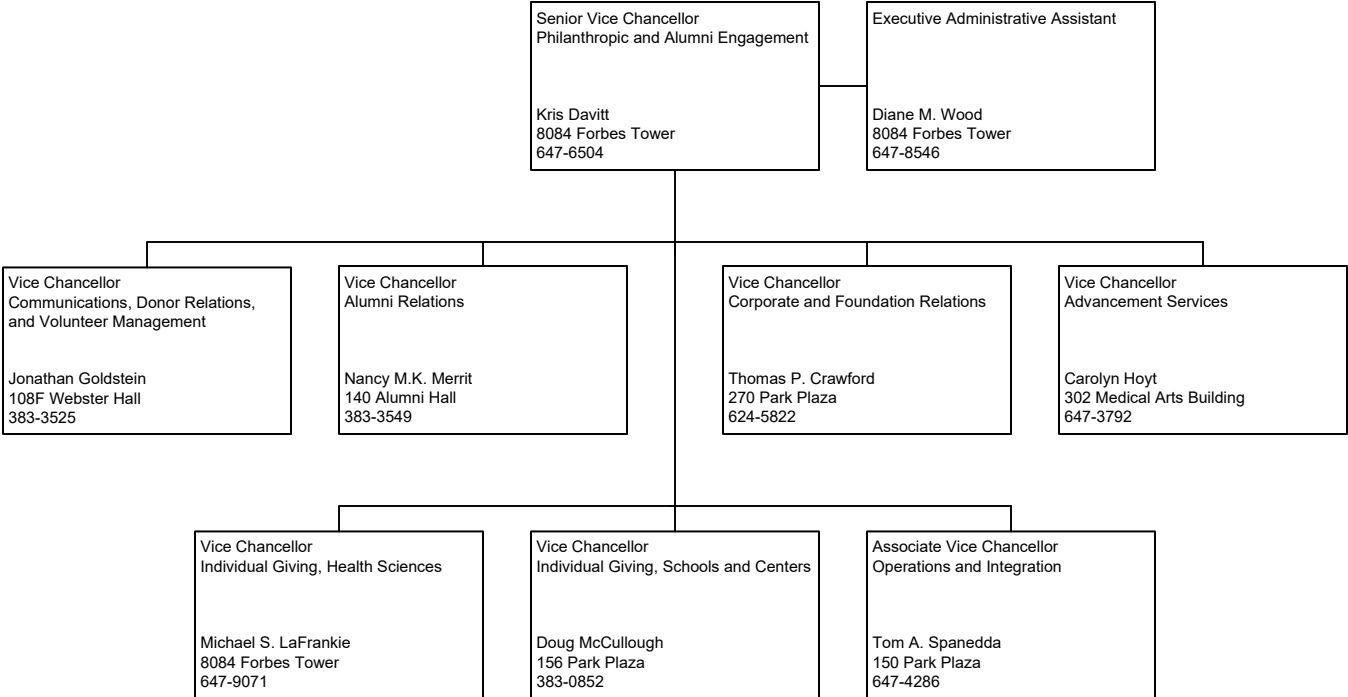 Senior Vice Chancellor
Philanthropic and Alumni Engagement
Kris Davitt
8084 Forbes Tower
647-6504
Executive Administrative Assistant
Diane M. Wood
8084 Forbes Tower
647-8546
Vice Chancellor
Communications, Donor Relations,
and Volunteer Management
Jonathan Goldstein
108F Webster Hall
383-3525
Vice Chancellor
Alumni Relations
Nancy M.K. Merrit
140 Alumni Hall
383-3549
Vice Chancellor
Corporate and Foundation Relations
Thomas P. Crawford
270 Park Plaza
624-5822
Vice Chancellor
Advancement Services
Carolyn Hoyt
302 Medical Arts Building
647-3792
Vice Chancellor
Individual Giving, Health Sciences
Michael S. LaFrankie
8084 Forbes Tower
647-9071
Vice Chancellor
Individual Giving, Schools and Centers
Doug McCullough
156 Park Plaza
383-0852
Associate Vice Chancellor
Operations and Integration
Tom A. Spanedda
150 Park Plaza
647-4286